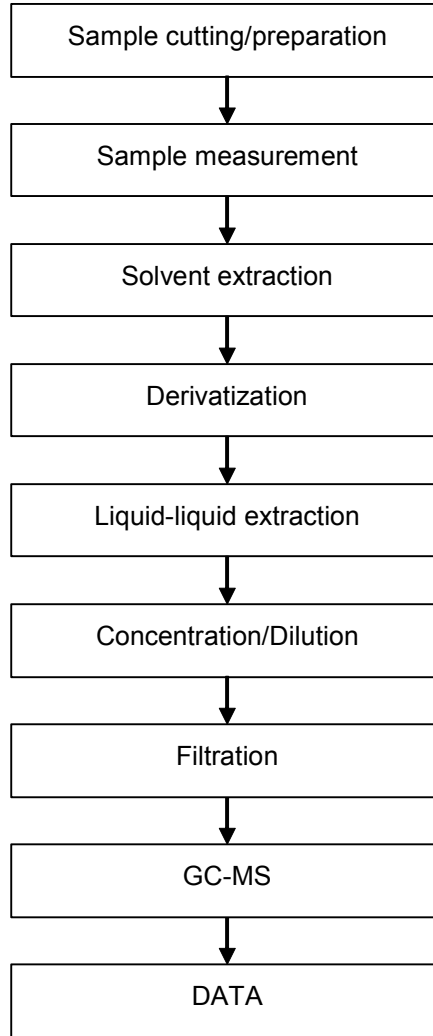 Sample cutting/preparation
Sample measurement
Solvent extraction
Derivatization
Liquid-liquid extraction
Concentration/Dilution
Filtration
GC-MS
DATA